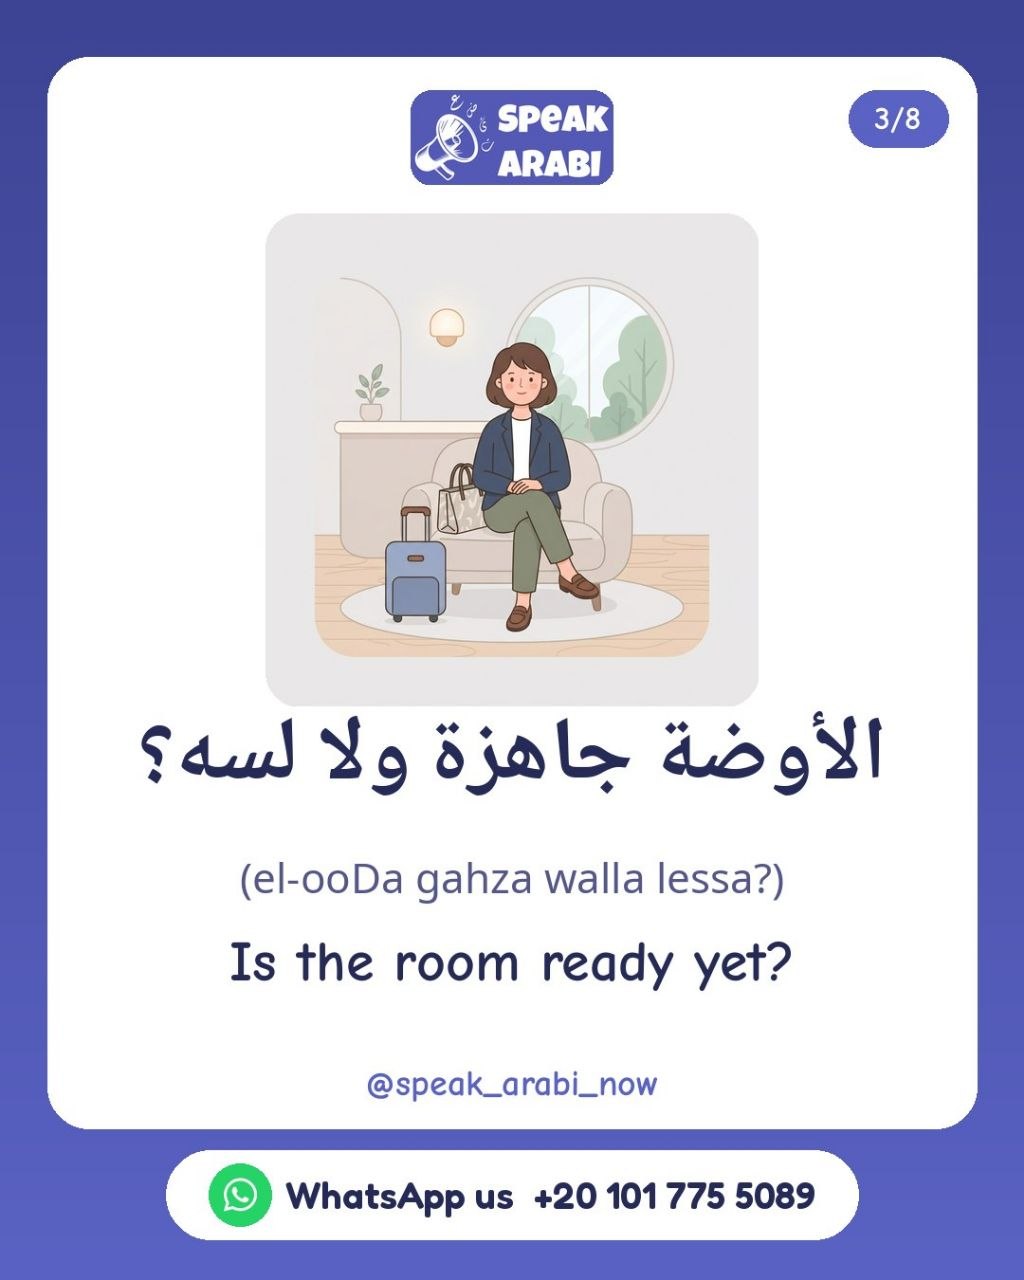 SPEAK
ARABI
3/8
الأوضة جاهزة ولا لسه؟
(el-ooDa gahza walla lessa?)
Is the room ready yet?
@speak_arabi_now
WhatsApp us +20 101 775 5089